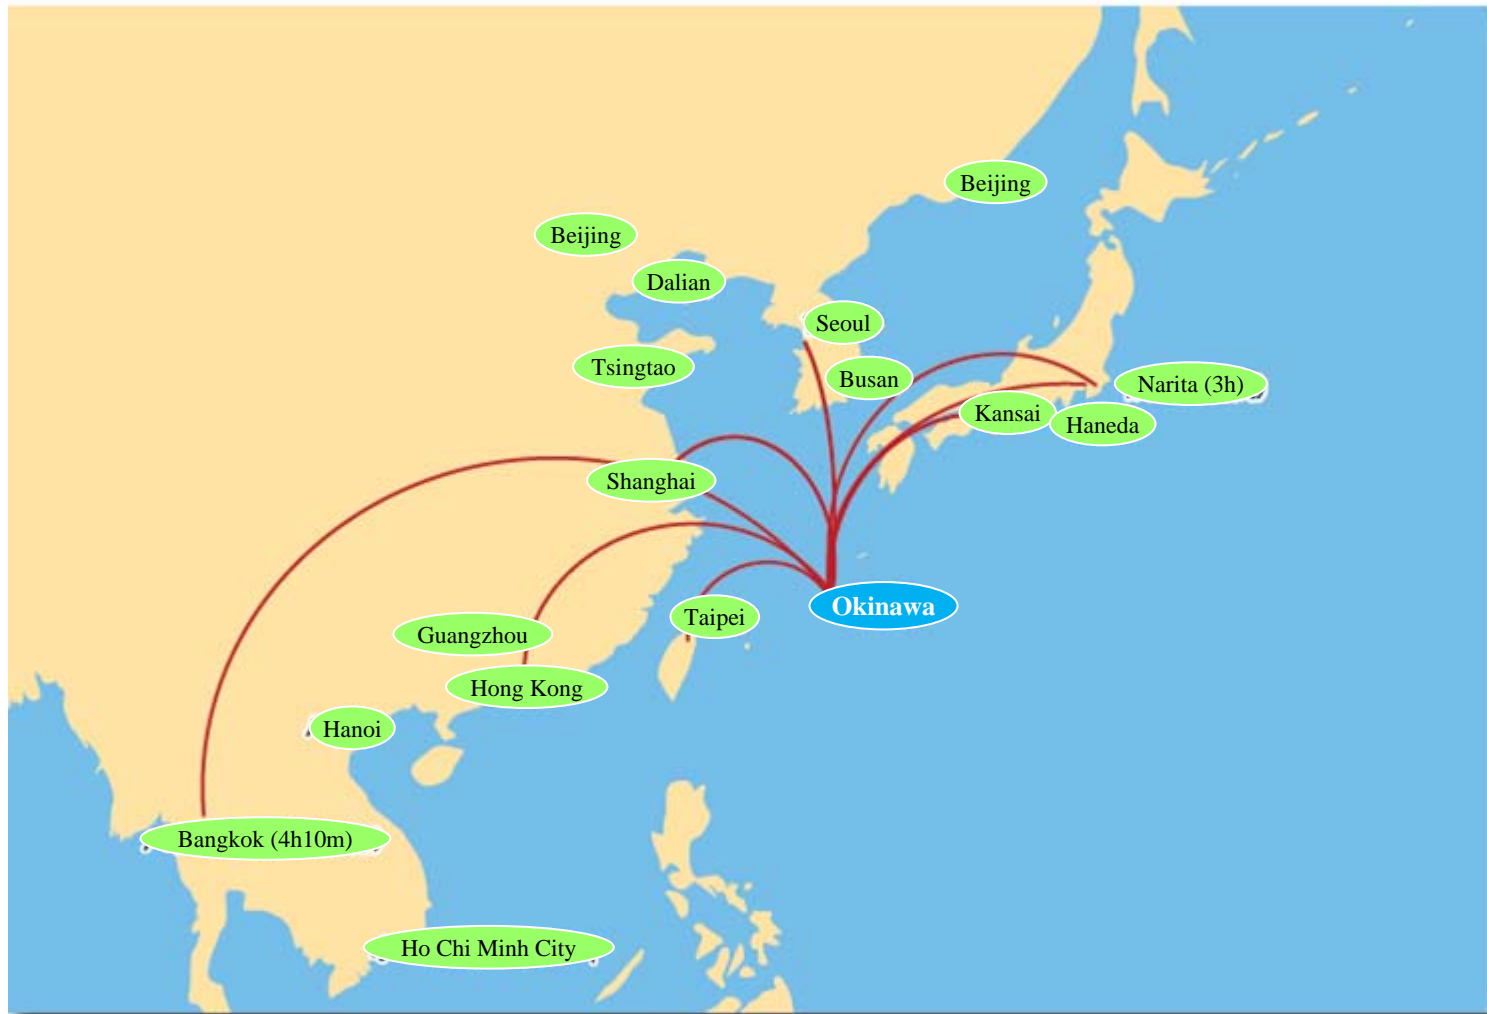 Beijing
Beijing
Dalian
Seoul
Tsingtao
Busan
Narita (3h)
Kansai
Haneda
Shanghai
Okinawa
Taipei
Guangzhou
Hong Kong
Hanoi
Bangkok (4h10m)
Ho Chi Minh City